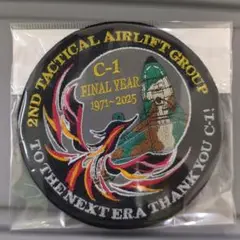 2ND TACTICAL AIRLIFT GROUP
C-1
FINAL YEAR
1971-2025
TO THE NEXT ERA THANK YOU C-1!